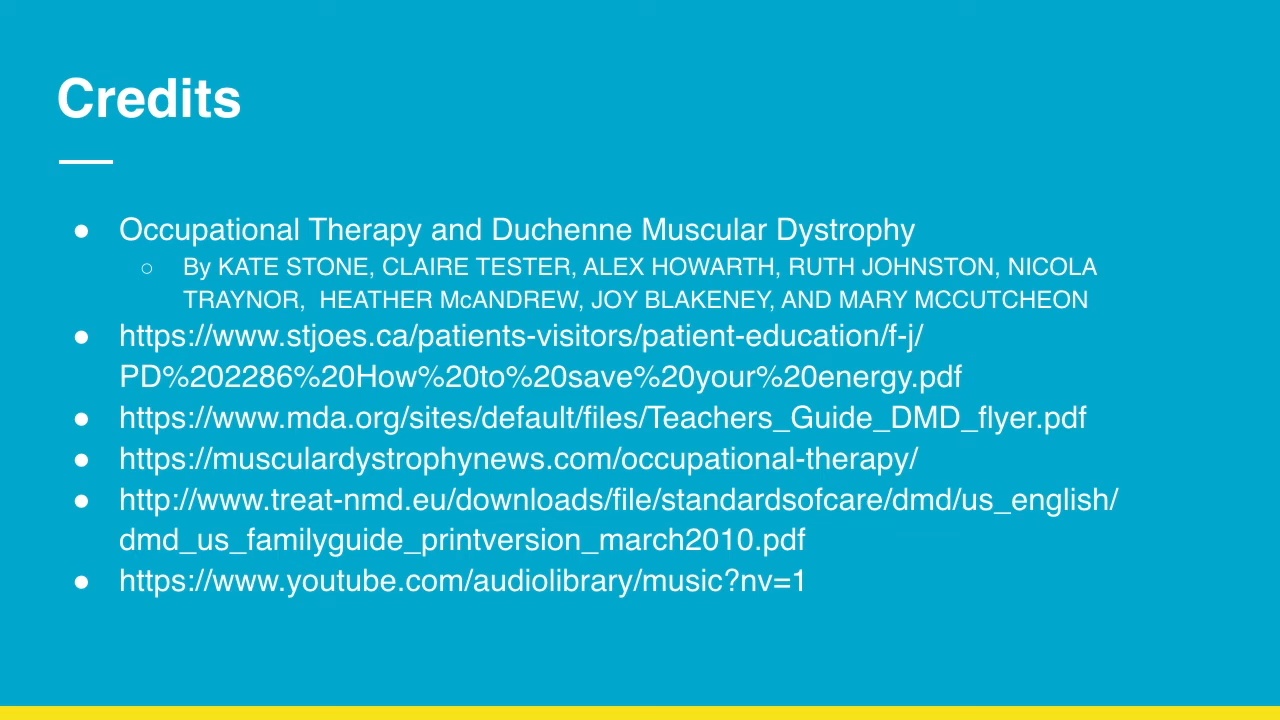 Credits
● Occupational Therapy and Duchenne Muscular Dystrophy
○ By KATE STONE, CLAIRE TESTER, ALEX HOWARTH, RUTH JOHNSTON, NICOLA
TRAYNOR,  HEATHER McANDREW, JOY BLAKENEY, AND MARY MCCUTCHEON
● https://www.stjoes.ca/patients-visitors/patient-education/f-j/
PD%202286%20How%20to%20save%20your%20energy.pdf
● https://www.mda.org/sites/default/files/Teachers_Guide_DMD_flyer.pdf
● https://musculardystrophynews.com/occupational-therapy/
● http://www.treat-nmd.eu/downloads/file/standardsofcare/dmd/us_english/
dmd_us_familyguide_printversion_march2010.pdf
● https://www.youtube.com/audiolibrary/music?nv=1